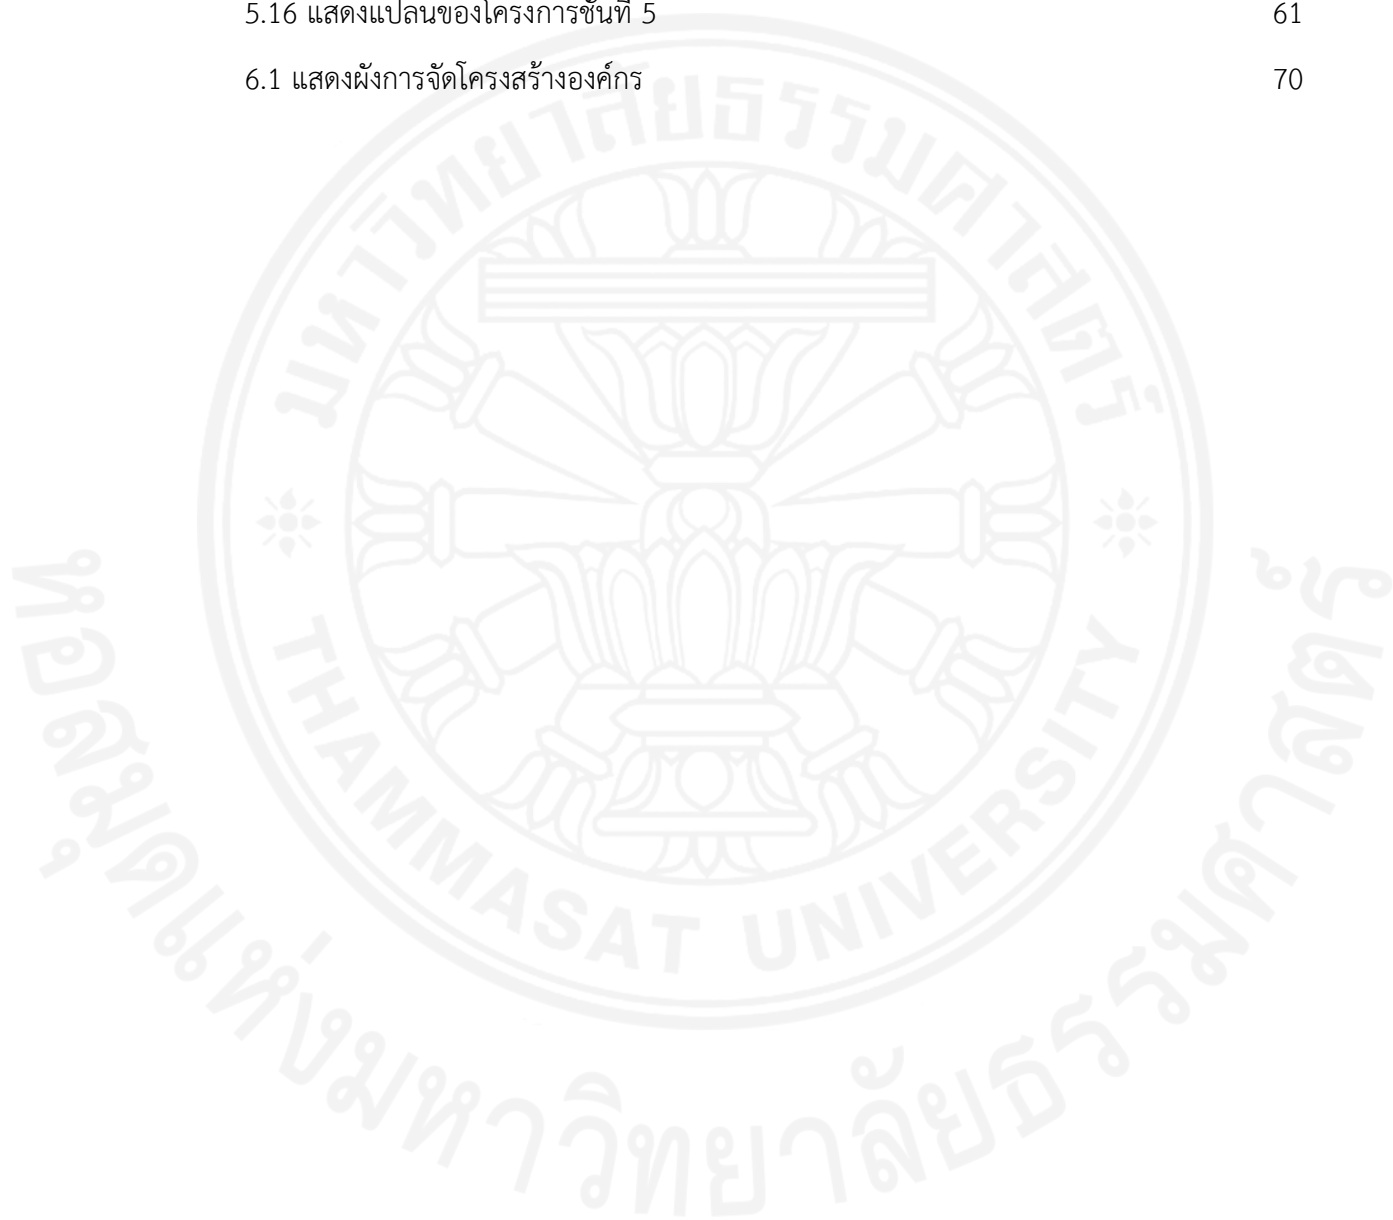 5.16 แสดงแปลนของโครงการชั้นที่ 5 61
6.1 แสดงผังการจัดโครงสร้างองค์กร 70
มหาวิทยาลัยธรรมศาสตร์
THAMMASAT UNIVERSITY
หอสมุดแห่งมหาวิทยาลัยธรรมศาสตร์